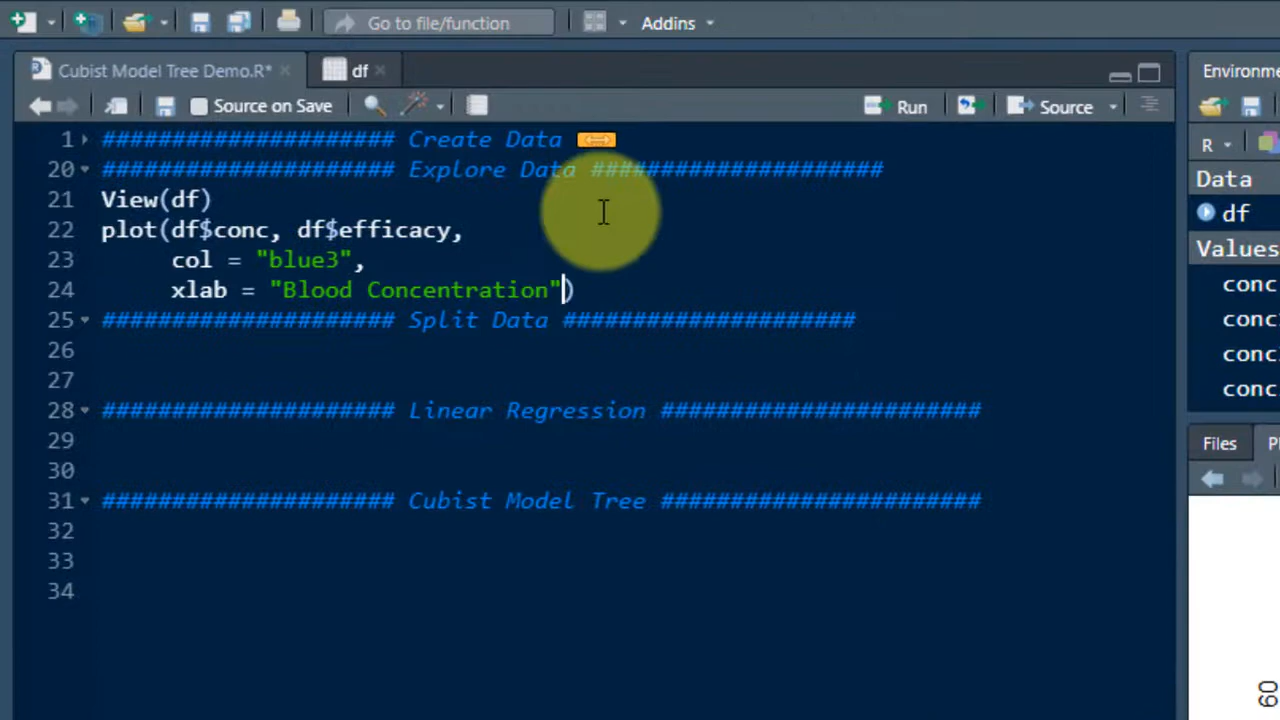 Go to file/function
Addins
Cubist Model Tree Demo.R*
df
Source on Save
Run
Source
1 ##################### Create Data
20 ##################### Explore Data #####################
21 View(df)
22 plot(df$conc, df$efficacy,
23 col = "blue3",
24 xlab = "Blood Concentration")
25 ##################### Split Data #####################
26
27
28 ##################### Linear Regression #######################
29
30
31 ##################### Cubist Model Tree #######################
32
33
34
Environme
R
Data
df
Values
conc
conc
conc
conc
Files
60